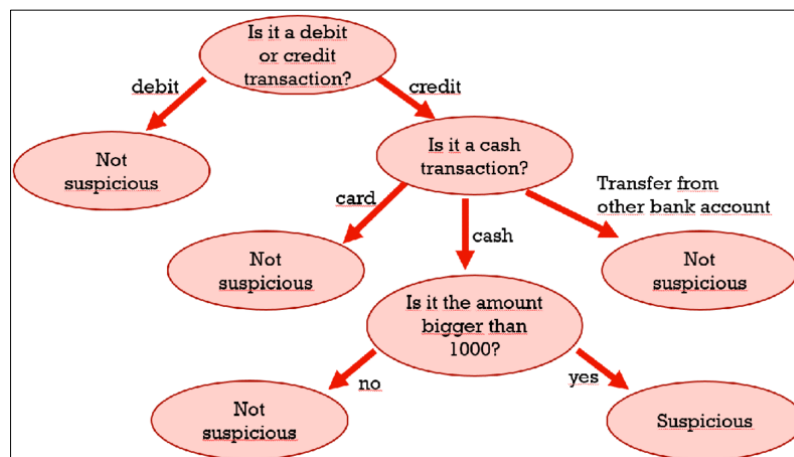 Is it a debit
or credit
transaction?
debit
credit
Not
suspicious
Is it a cash
transaction?
card
cash
Transfer from
other bank account
Not
suspicious
Not
suspicious
Is it the amount
bigger than
1000?
no
yes
Not
suspicious
Suspicious